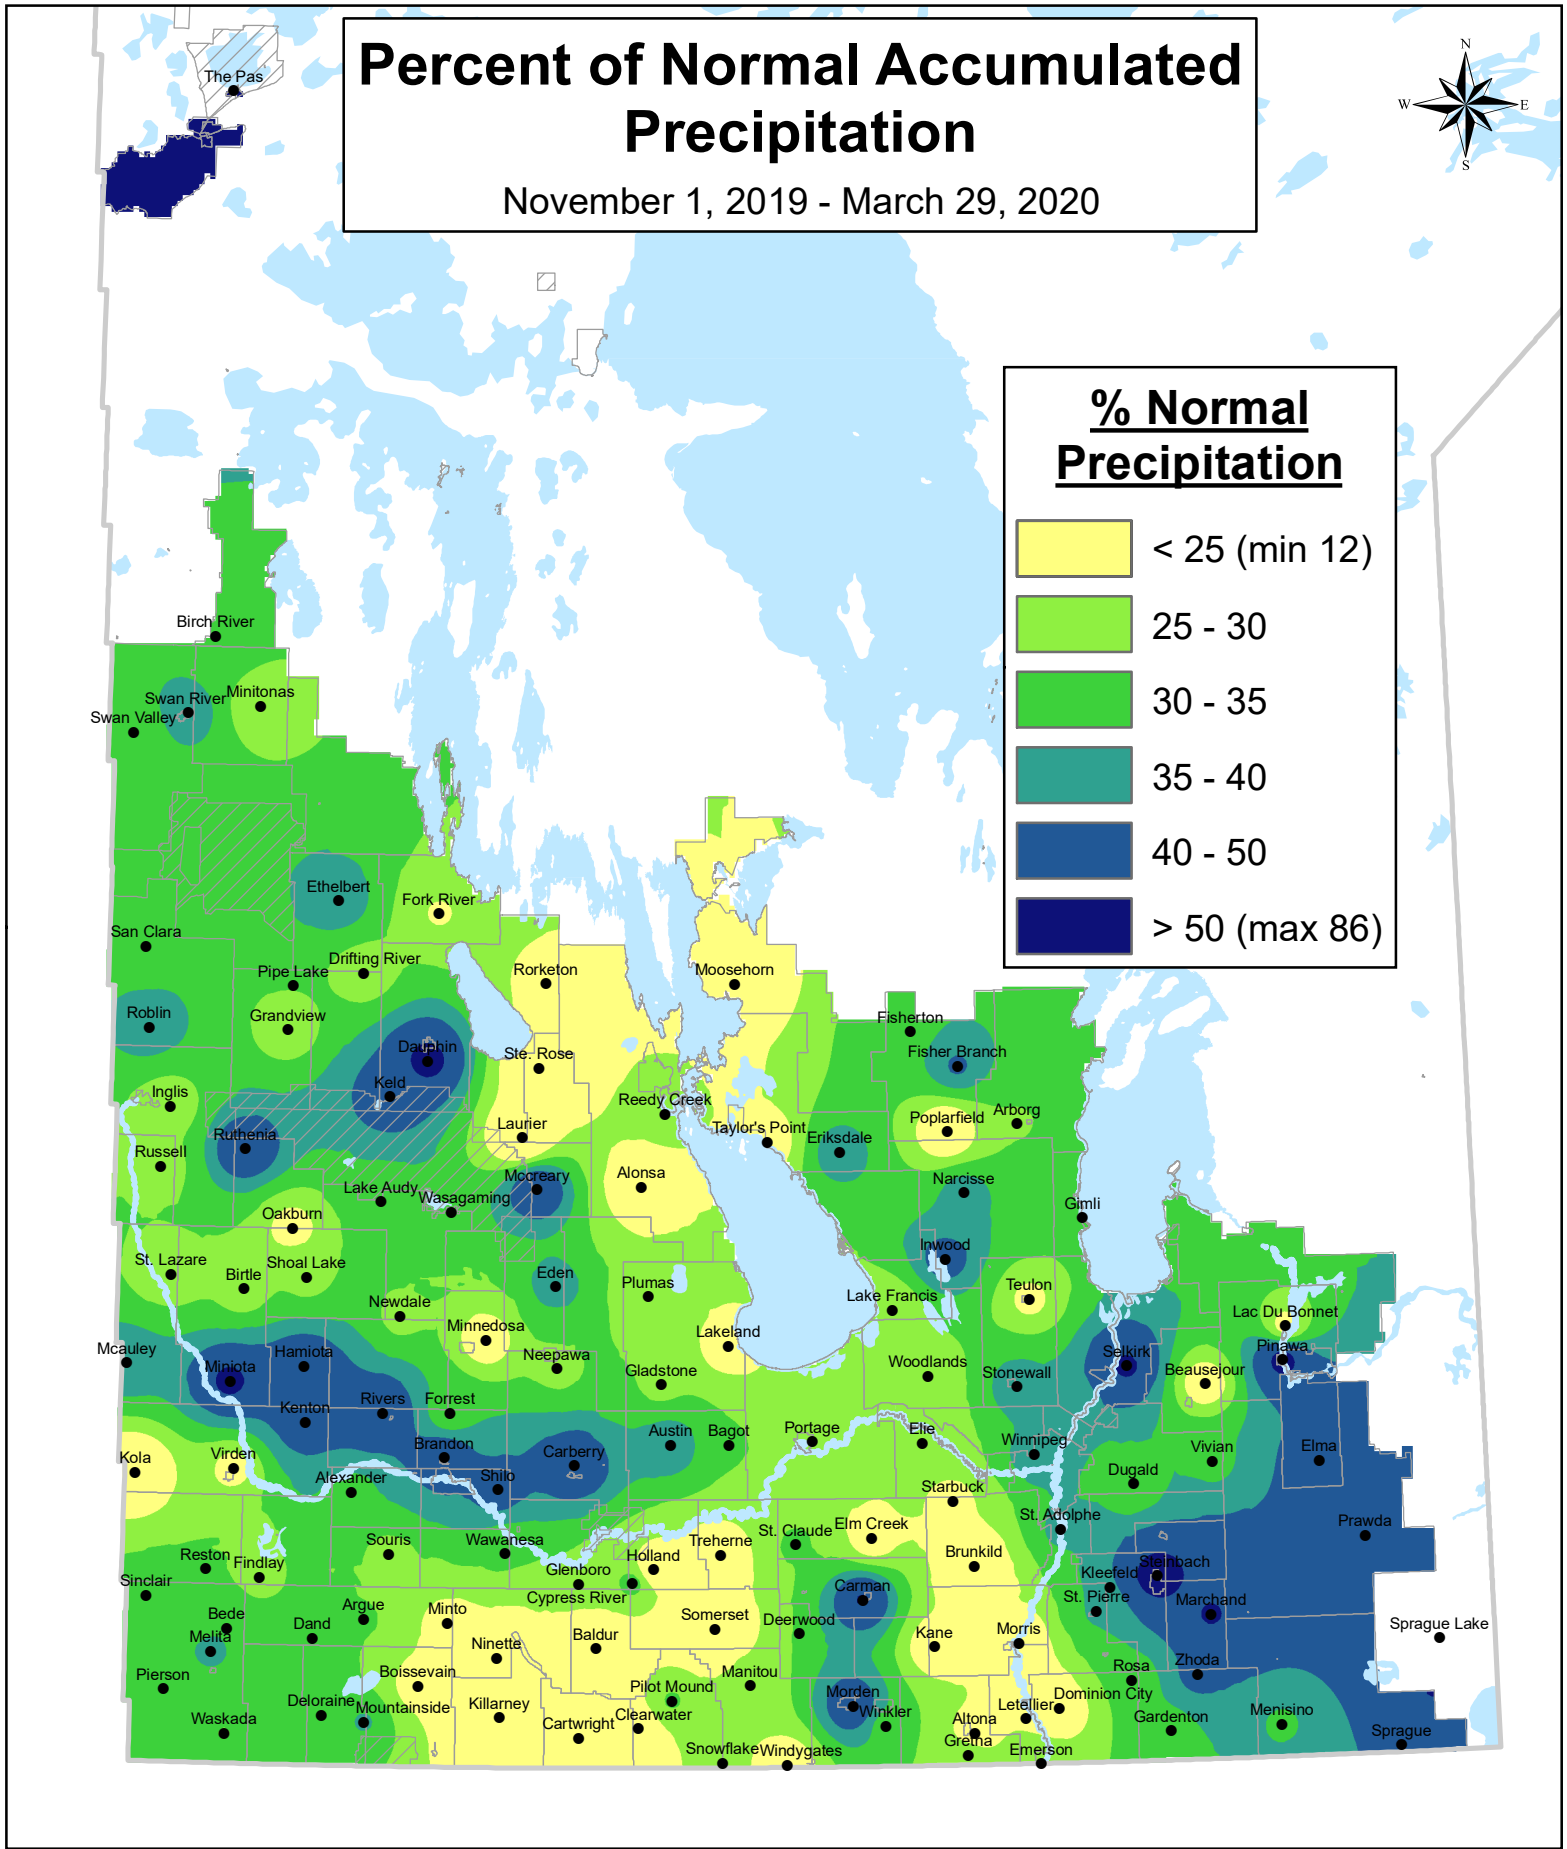 The Pas
Percent of Normal Accumulated
Precipitation
November 1, 2019 - March 29, 2020
N
W
E
S
% Normal
Precipitation
< 25 (min 12)
25 - 30
30 - 35
35 - 40
40 - 50
> 50 (max 86)
Birch River
Swan River
Minitonas
Swan Valley
Ethelbert
Fork River
San Clara
Drifting River
Pipe Lake
Rorketon
Moosehorn
Roblin
Grandview
Fisherton
Dauphin
Ste. Rose
Fisher Branch
Keld
Inglis
Reedy Creek
Laurier
Taylor's Point
Poplarfield
Arborg
Ruthenia
Eriksdale
Russell
Mccreary
Alonsa
Lake Audy
Wasagaming
Narcisse
Gimli
Oakburn
St. Lazare
Birtle
Shoal Lake
Eden
Plumas
Inwood
Newdale
Lake Francis
Teulon
Lac Du Bonnet
Minnedosa
Lakeland
Mcauley
Miniota
Hamiota
Neepawa
Gladstone
Woodlands
Stonewall
Selkirk
Beausejour
Pinawa
Kenton
Rivers
Forrest
Austin
Bagot
Portage
Elie
Winnipeg
Vivian
Elma
Kola
Virden
Brandon
Carberry
Alexander
Shilo
Dugald
Starbuck
St. Adolphe
Prawda
Reston
Findlay
Souris
Wawanesa
Treherne
St. Claude
Elm Creek
Holland
Brunkild
Steinbach
Sinclair
Glenboro
Cypress River
Carman
Kleefeld
St. Pierre
Marchand
Bede
Argue
Minto
Somerset
Deerwood
Melita
Dand
Ninette
Baldur
Kane
Morris
Sprague Lake
Pierson
Boissevain
Manitou
Rosa
Zhoda
Deloraine
Mountainside
Killarney
Pilot Mound
Clearwater
Morden
Winkler
Letellier
Dominion City
Waskada
Cartwright
Altona
Gardenton
Menisino
Sprague
Snowflake
Windygates
Gretna
Emerson